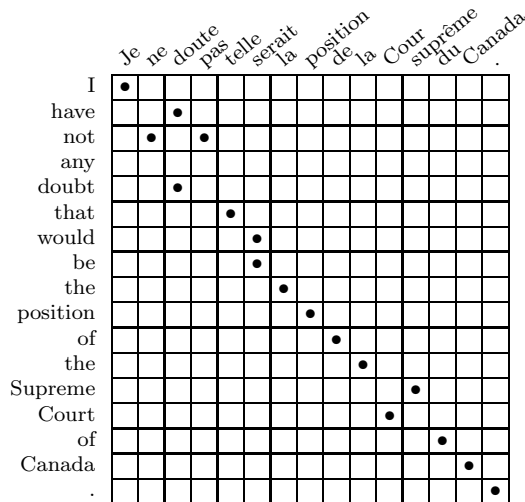 Je ne doute pas telle serait la position de la Cour suprême du Canada .
I
have
not
any
doubt
that
would
be
the
position
of
the
Supreme
Court
of
Canada
.